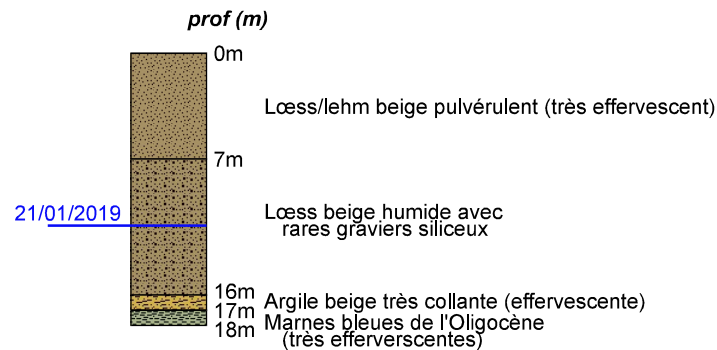 prof (m)
0m
Lœss/lehm beige pulvérulent (très effervescent)
7m
21/01/2019
Lœss beige humide avec
rares graviers siliceux
16m
Argile beige très collante (effervescente)
17m
Marnes bleues de l'Oligocène
18m
(très efferverscentes)